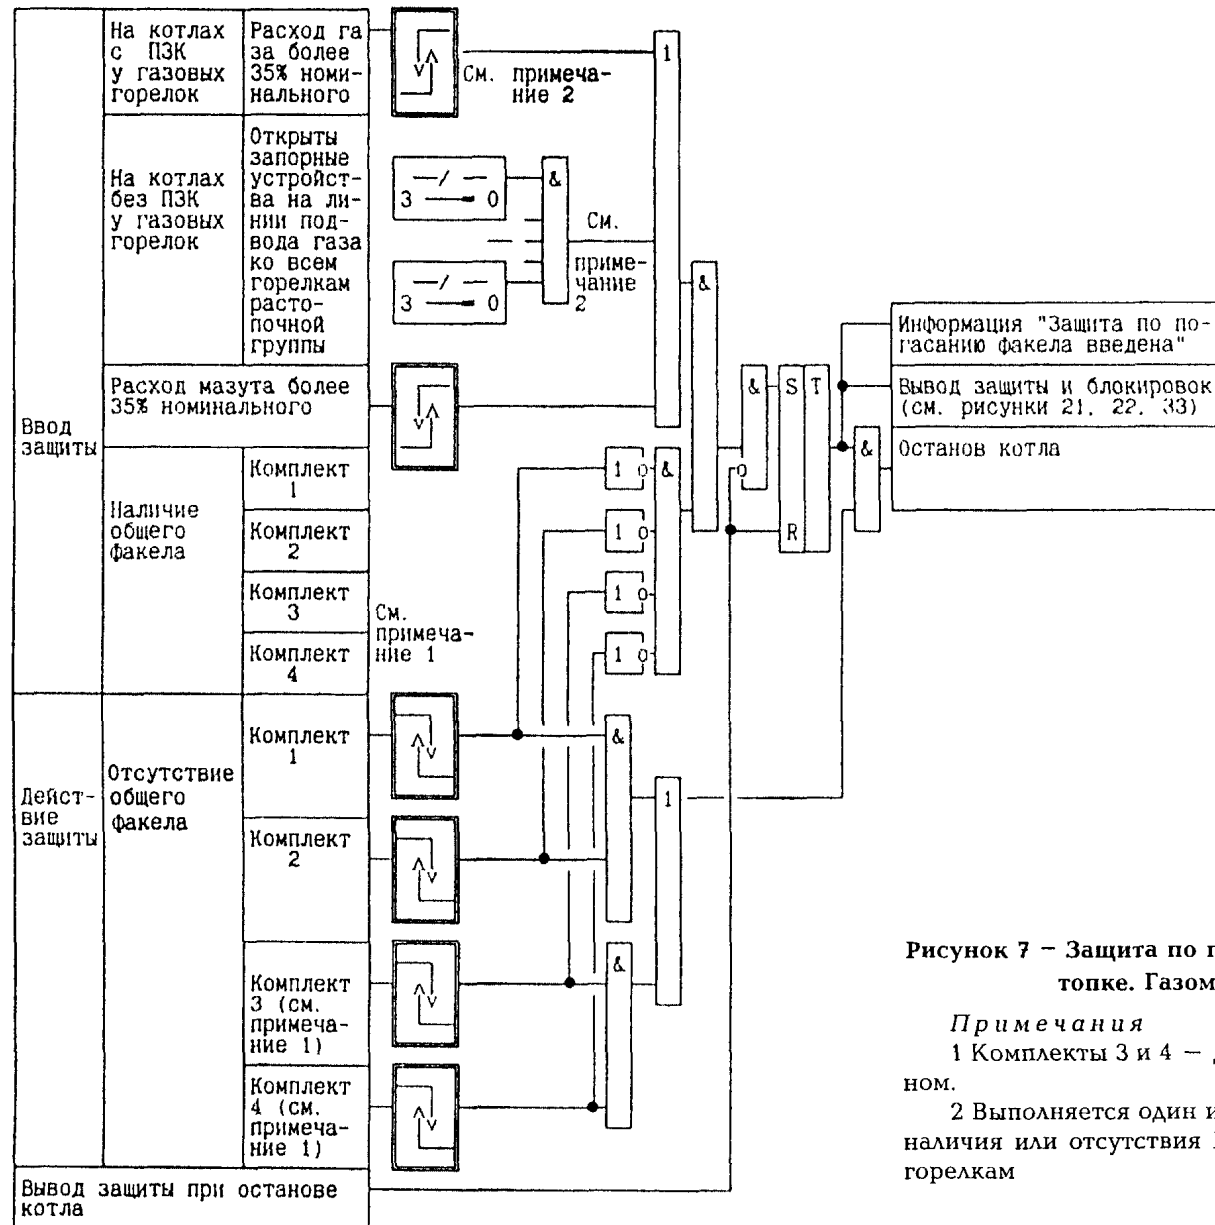 На котлах
с ПЗК
у газовых
горелок
Расход га
за более
35% номи-
нального
См. примеча-
ние 2
1
На котлах
без ПЗК
у газовых
горелок
Открыты
запорные
устройст-
ва на ли-
нии под-
вода газа
ко всем
горелкам
расто-
почной
группы
3 0
3 0
&
См.
приме-
чание
2
Расход мазута более
35% номинального
Ввод
защиты
Наличие
общего
факела
Комплект
1
Комплект
2
Комплект
3
Комплект
4
См.
примеча-
ние 1
1
1
1
1
&
&
&
S T
R
&
Информация "Защита по по-
гасанию факела введена"
Вывод защиты и блокировок
(см. рисунки 21, 22, 33)
Останов котла
Дейст-
вие
защиты
Отсутствие
общего
факела
Комплект
1
Комплект
2
Комплект
3 (см.
примеча-
ние 1)
Комплект
4 (см.
примеча-
ние 1)
&
&
1
Вывод защиты при останове
котла
Рисунок 7 – Защита по
топке. Газом
Примечания
1 Комплекты 3 и 4 –
ном.
2 Выполняется один и
наличия или отсутствия
горелкам